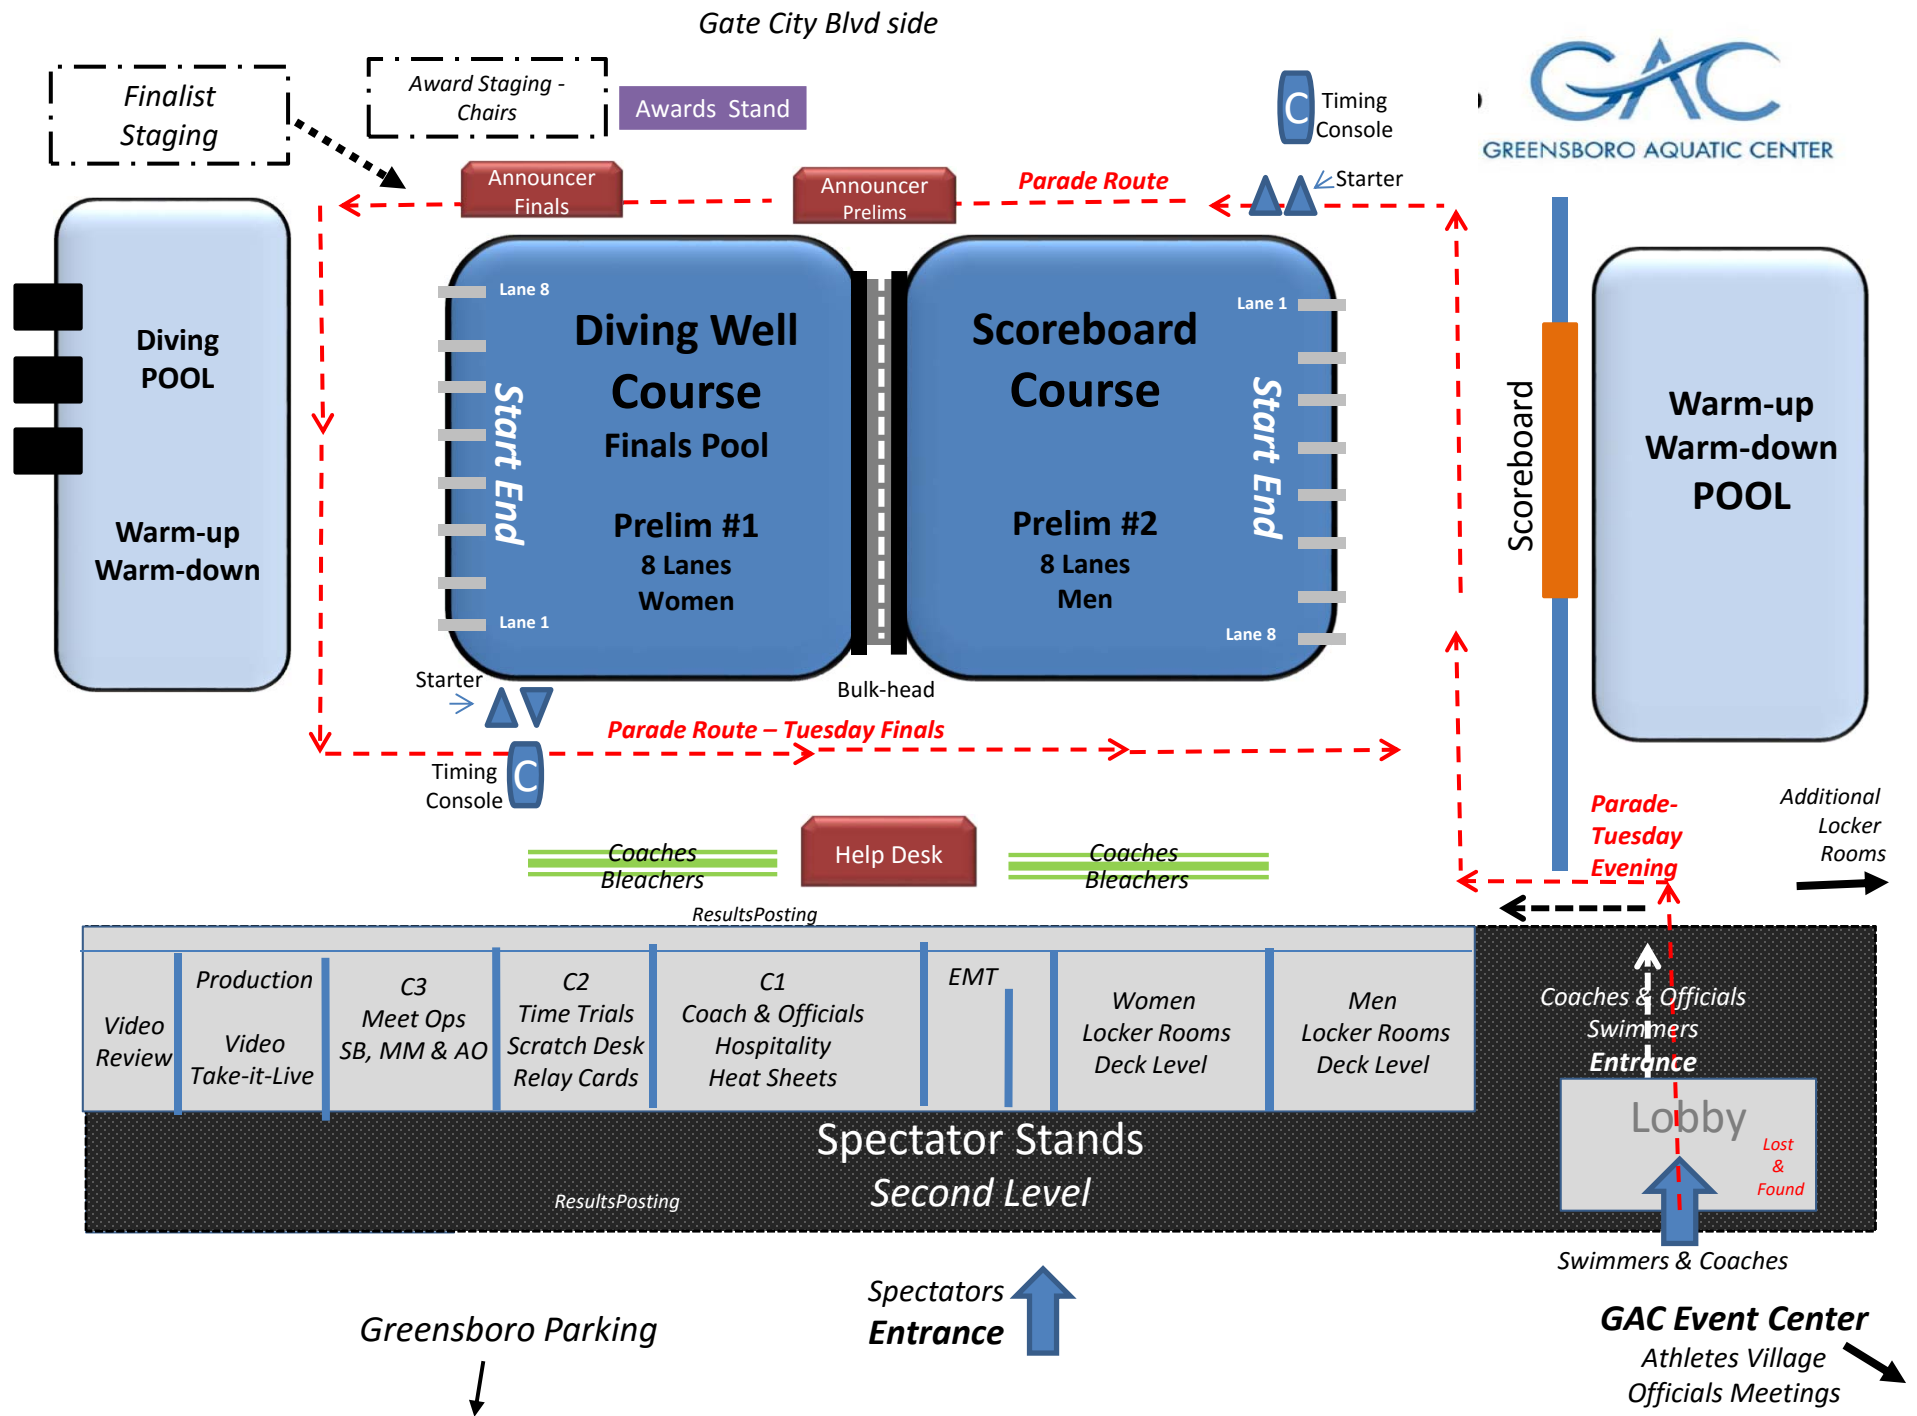 Gate City Blvd side
Finalist
Staging
Award Staging -
Chairs
Awards  Stand
C
Timing
Console
GAC
GREENSBORO AQUATIC CENTER
Announcer
Finals
Announcer
Prelims
Parade Route
Starter
Diving
POOL
Warm-up
Warm-down
Lane 8
Start End
Lane 1
Diving Well
Course
Finals Pool
Prelim #1
8 Lanes
Women
Scoreboard
Course
Prelim #2
8 Lanes
Men
Lane 1
Start End
Lane 8
Scoreboard
Warm-up
Warm-down
POOL
Starter
Bulk-head
Parade Route – Tuesday Finals
Timing
Console
C
Parade-
Tuesday
Evening
Additional
Locker
Rooms
Coaches
Bleachers
Help Desk
Coaches
Bleachers
ResultsPosting
Video
Review
Production
Video
Take-it-Live
C3
Meet Ops
SB, MM & AO
C2
Time Trials
Scratch Desk
Relay Cards
C1
Coach & Officials
Hospitality
Heat Sheets
EMT
Women
Locker Rooms
Deck Level
Men
Locker Rooms
Deck Level
Coaches & Officials
Swimmers
Entrance
Lobby
Lost
&
Found
Spectator Stands
Second Level
ResultsPosting
Swimmers & Coaches
Spectators
Entrance
Greensboro Parking
GAC Event Center
Athletes Village
Officials Meetings